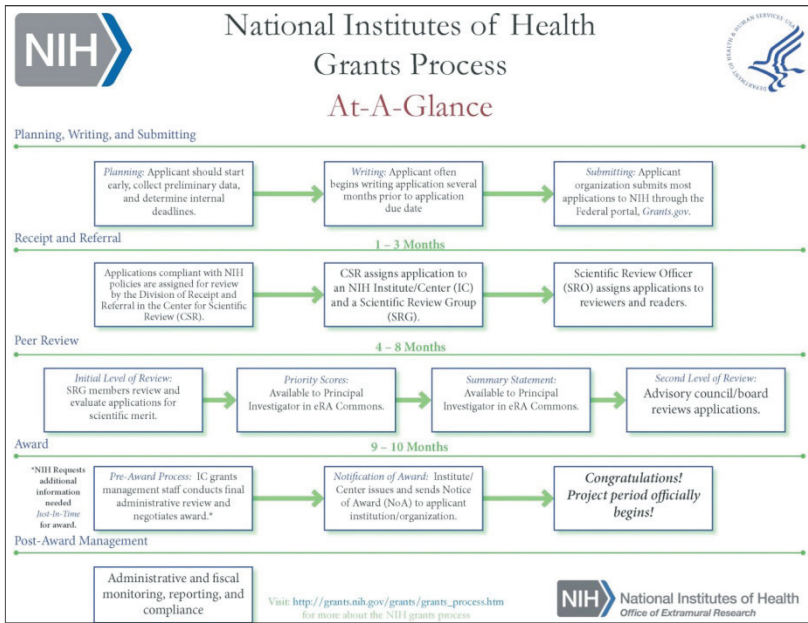 NIH
National Institutes of Health
Grants Process
At-A-Glance
DEPARTMENT OF HEALTH & HUMAN SERVICES • USA
Planning, Writing, and Submitting
Planning: Applicant should start
early, collect preliminary data,
and determine internal
deadlines.
Writing: Applicant often
begins writing application several
months prior to application
due date
Submitting: Applicant
organization submits most
applications to NIH through the
Federal portal, Grants.gov.
Receipt and Referral
1 – 3 Months
Applications compliant with NIH
policies are assigned for review
by the Division of Receipt and
Referral in the Center for Scientific
Review (CSR).
CSR assigns application to
an NIH Institute/Center (IC)
and a Scientific Review Group
(SRG).
Scientific Review Officer
(SRO) assigns applications to
reviewers and readers.
Peer Review
4 – 8 Months
Initial Level of Review:
SRG members review and
evaluate applications for
scientific merit.
Priority Scores:
Available to Principal
Investigator in eRA Commons.
Summary Statement:
Available to Principal
Investigator in eRA Commons.
Second Level of Review:
Advisory council/board
reviews applications.
Award
9 – 10 Months
*NIH Requests
additional
information
needed
Just-In-Time
for award.
Pre-Award Process: IC grants
management staff conducts final
administrative review and
negotiates award.*
Notification of Award: Institute/
Center issues and sends Notice
of Award (NoA) to applicant
institution/organization.
Congratulations!
Project period officially
begins!
Post-Award Management
Administrative and fiscal
monitoring, reporting, and
compliance
Visit: http://grants.nih.gov/grants/grants_process.htm
for more about the NIH grants process
NIH
National Institutes of Health
Office of Extramural Research